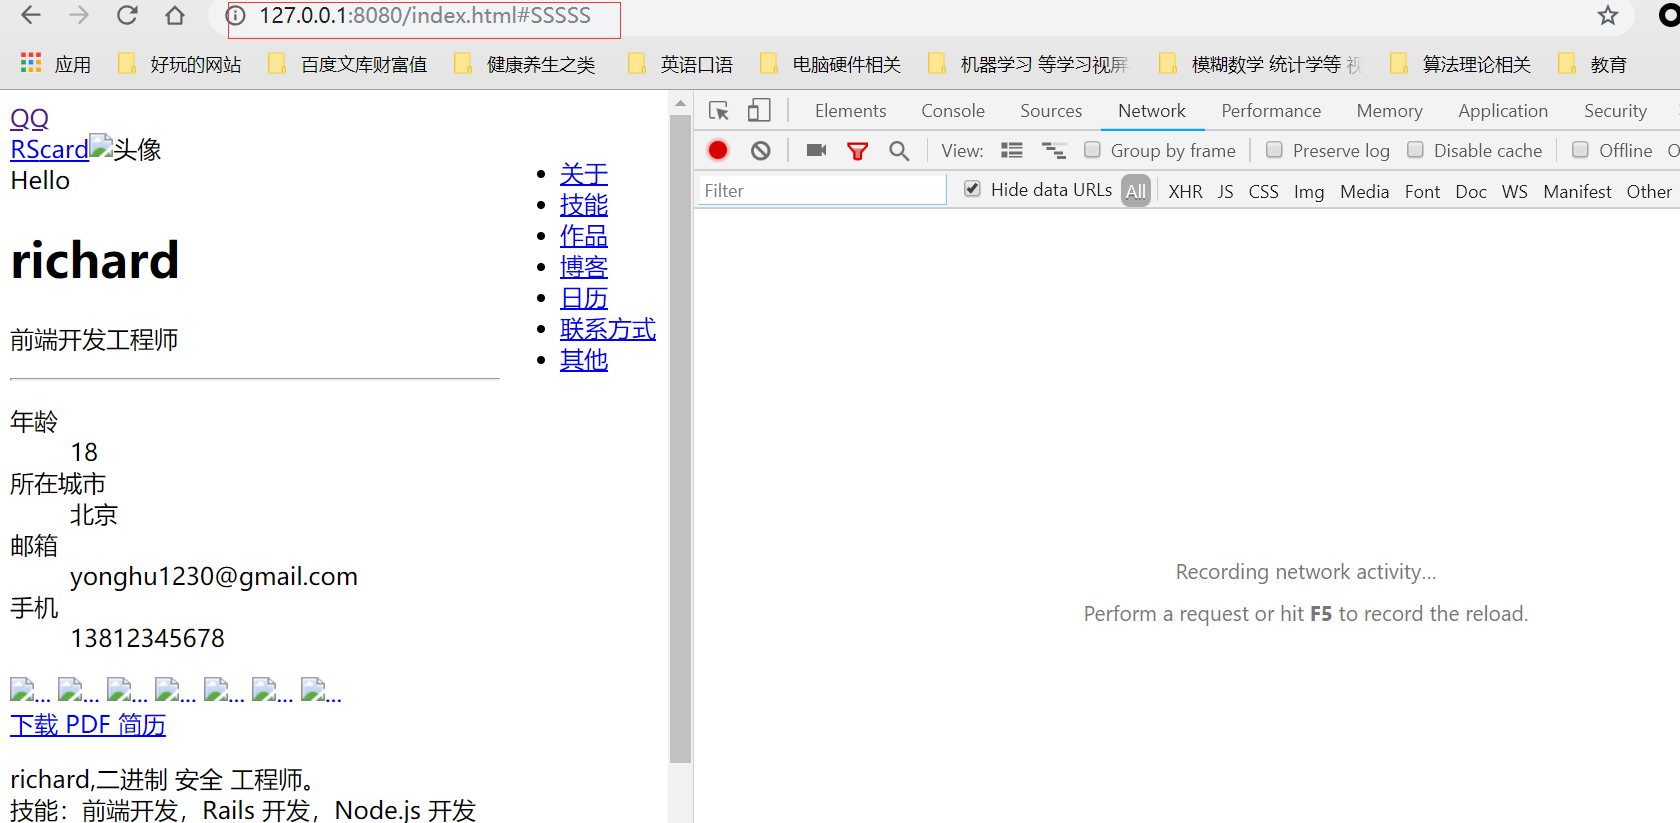 127.0.0.1:8080/index.html#SSSSS
应用 好玩的网站 百度文库财富值 健康养生之类 英语口语 电脑硬件相关 机器学习 等学习视屏 模糊数学 统计学等 视 算法理论相关 教育
QQ
RScard头像
Hello
richard
前端开发工程师
年龄
18
所在城市
北京
邮箱
yonghu1230@gmail.com
手机
13812345678
... ... ... ... ... ... ...
下载 PDF 简历
richard,二进制 安全 工程师。
技能：前端开发，Rails 开发，Node.js 开发
关于
技能
作品
博客
日历
联系方式
其他
Elements Console Sources Network Performance Memory Application Security
View: Group by frame Preserve log Disable cache Offline O
Filter Hide data URLs All XHR JS CSS Img Media Font Doc WS Manifest Other
Recording network activity...
Perform a request or hit F5 to record the reload.